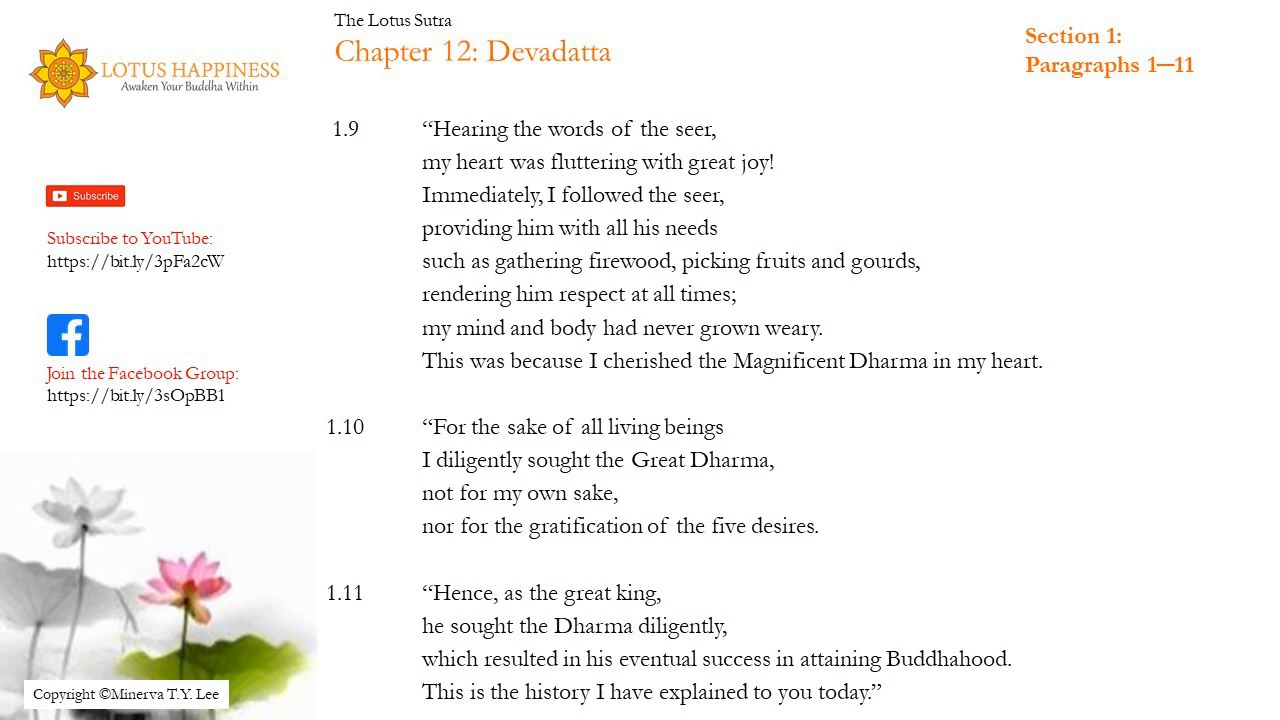 The Lotus Sutra
Chapter 12: Devadatta
Section 1:
Paragraphs 1—11
LOTUS HAPPINESS
Awaken Your Buddha Within
Subscribe
Subscribe to YouTube:
https://bit.ly/3pFa2cW
Join the Facebook Group:
https://bit.ly/3sOpBB1
1.9 “Hearing the words of the seer,
my heart was fluttering with great joy!
Immediately, I followed the seer,
providing him with all his needs
such as gathering firewood, picking fruits and gourds,
rendering him respect at all times;
my mind and body had never grown weary.
This was because I cherished the Magnificent Dharma in my heart.
1.10 “For the sake of all living beings
I diligently sought the Great Dharma,
not for my own sake,
nor for the gratification of the five desires.
1.11 “Hence, as the great king,
he sought the Dharma diligently,
which resulted in his eventual success in attaining Buddhahood.
This is the history I have explained to you today.”
Copyright ©Minerva T.Y. Lee